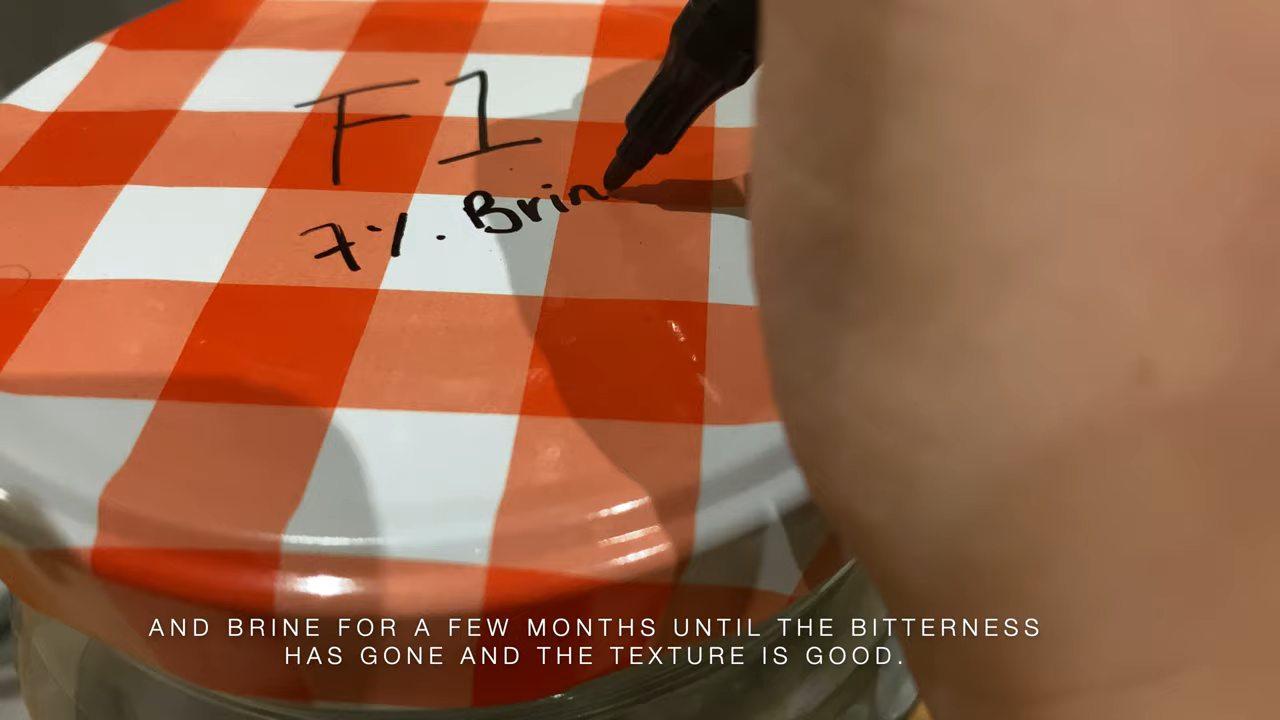 F1
7%. Brin
AND BRINE FOR A FEW MONTHS UNTIL THE BITTERNESS
HAS GONE AND THE TEXTURE IS GOOD.